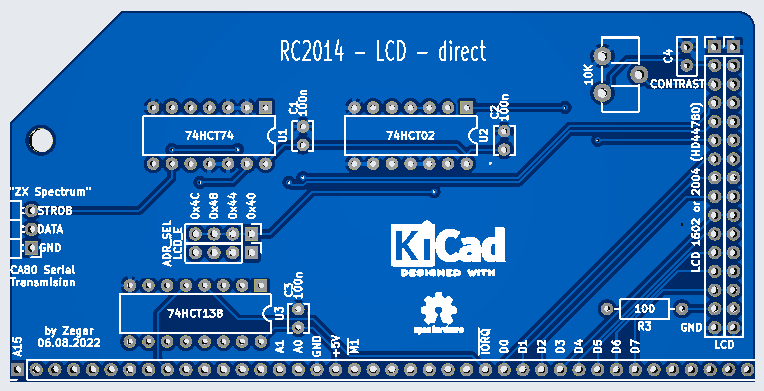 RC2014 - LCD - direct
10K
C4
CONTRAST
C1
100n
74HCT74
U1
C2
100n
74HCT02
U2
LCD 1602 or 2004 (HD44780)
"ZX Spectrum"
STROB
DATA
GND
CA80 Serial
Transmision
0x4C
0x48
0x44
0x40
ADR_SEL
LCD_E
KiCad
DESIGNED WITH
open hardware
C3
100n
74HCT138
U3
100
R3
GND
LCD
by Zegar
06.08.2022
A15
A1
A0
GND
+5V
M1
IORQ
D0
D1
D2
D3
D4
D5
D6
D7